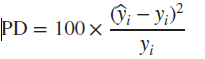 PD = 100 × (ŷᵢ − yᵢ)² / yᵢ